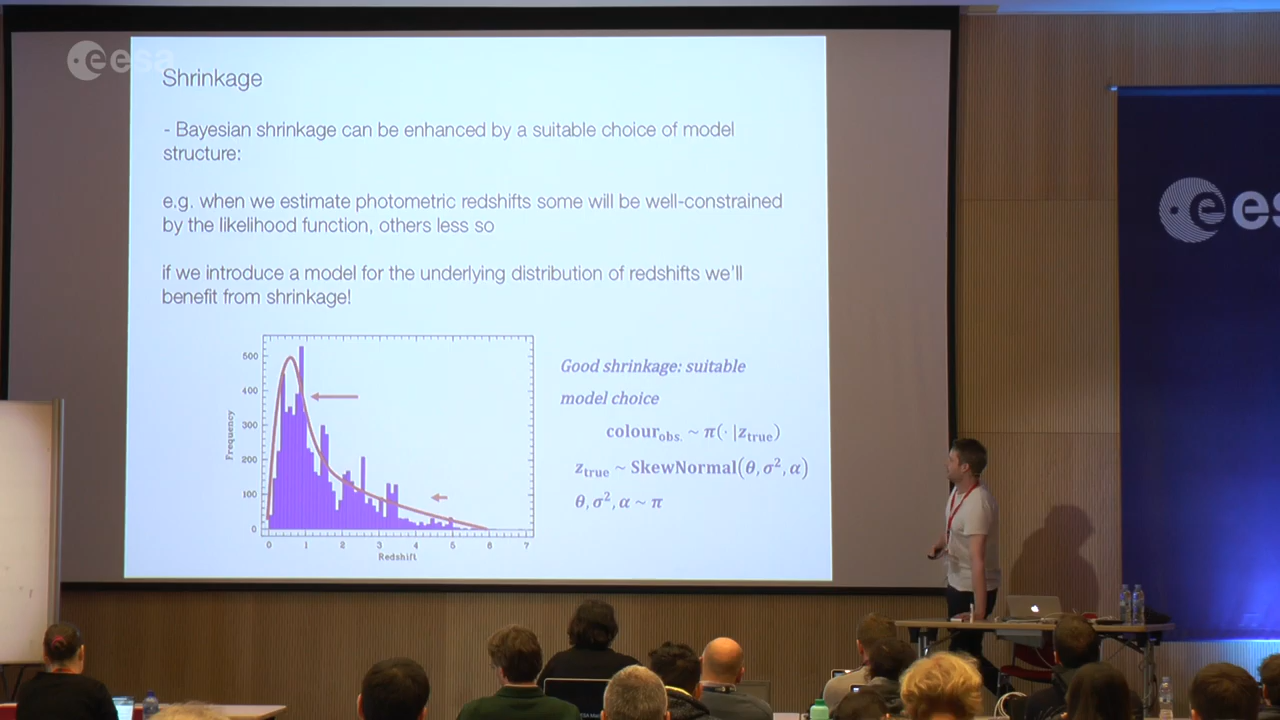 eesa
Shrinkage
- Bayesian shrinkage can be enhanced by a suitable choice of model
structure:
e.g. when we estimate photometric redshifts some will be well-constrained
by the likelihood function, others less so
if we introduce a model for the underlying distribution of redshifts we'll
benefit from shrinkage!
500
400
300
200
100
0
Frequency
0 1 2 3 4 5 6 7
Redshift
Good shrinkage: suitable
model choice
colour_obs. ~ π(· |z_true)
z_true ~ SkewNormal(θ, σ², α)
θ, σ², α ~ π
es